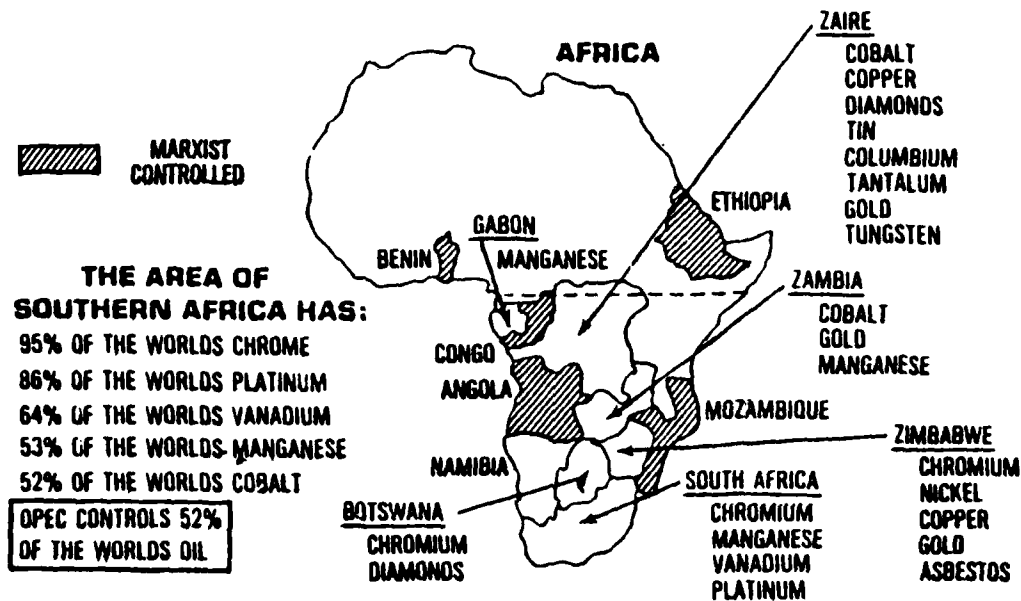 AFRICA
MARXIST
CONTROLLED
THE AREA OF
SOUTHERN AFRICA HAS:
95% OF THE WORLDS CHROME
86% OF THE WORLDS PLATINUM
64% OF THE WORLDS VANADIUM
53% OF THE WORLDS MANGANESE
52% OF THE WORLDS COBALT
OPEC CONTROLS 52%
OF THE WORLDS OIL
ZAIRE
COBALT
COPPER
DIAMONDS
TIN
COLUMBIUM
TANTALUM
GOLD
TUNGSTEN
ETHIOPIA
GABON
MANGANESE
BENIN
ZAMBIA
COBALT
GOLD
MANGANESE
CONGO
ANGOLA
MOZAMBIQUE
NAMIBIA
ZIMBABWE
CHROMIUM
NICKEL
COPPER
GOLD
ASBESTOS
BOTSWANA
CHROMIUM
DIAMONDS
SOUTH AFRICA
CHROMIUM
MANGANESE
VANADIUM
PLATINUM